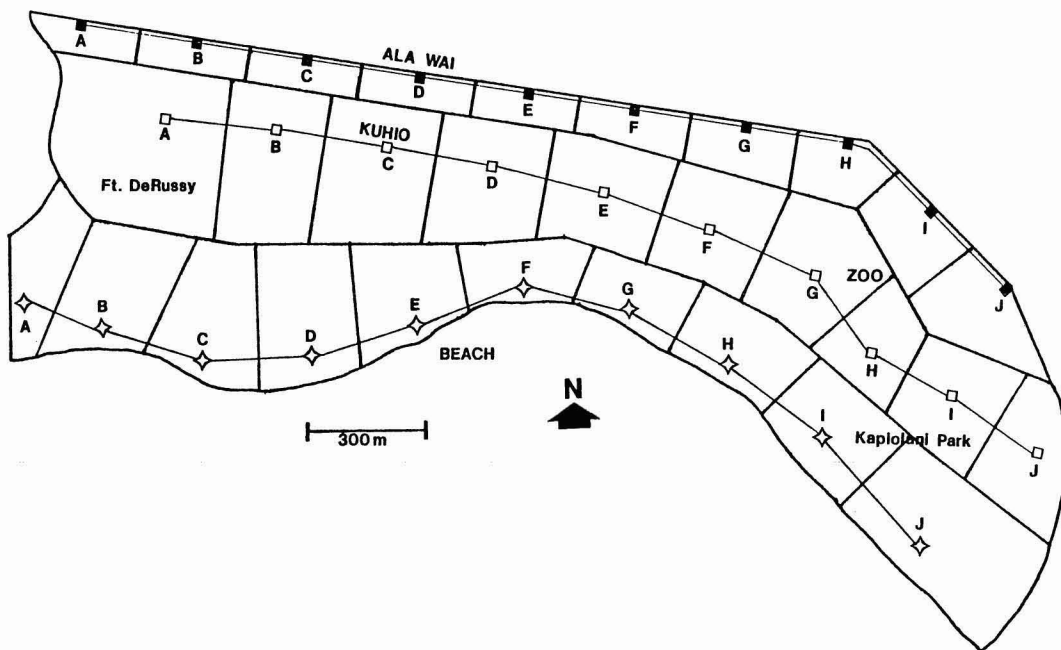 A
B
C
ALA WAI
D
E
F
G
H
I
J
A
B
KUHIO
C
D
E
F
G
ZOO
H
I
J
Ft. DeRussy
A
B
C
D
E
F
G
H
I
J
BEACH
N
300 m
Kapiolani Park